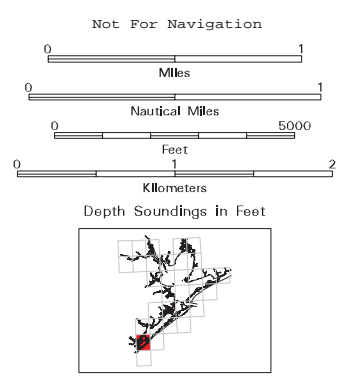 Not For Navigation
0 1
Miles
0 1
Nautical Miles
0 5000
Feet
0 1 2
Kilometers
Depth Soundings in Feet